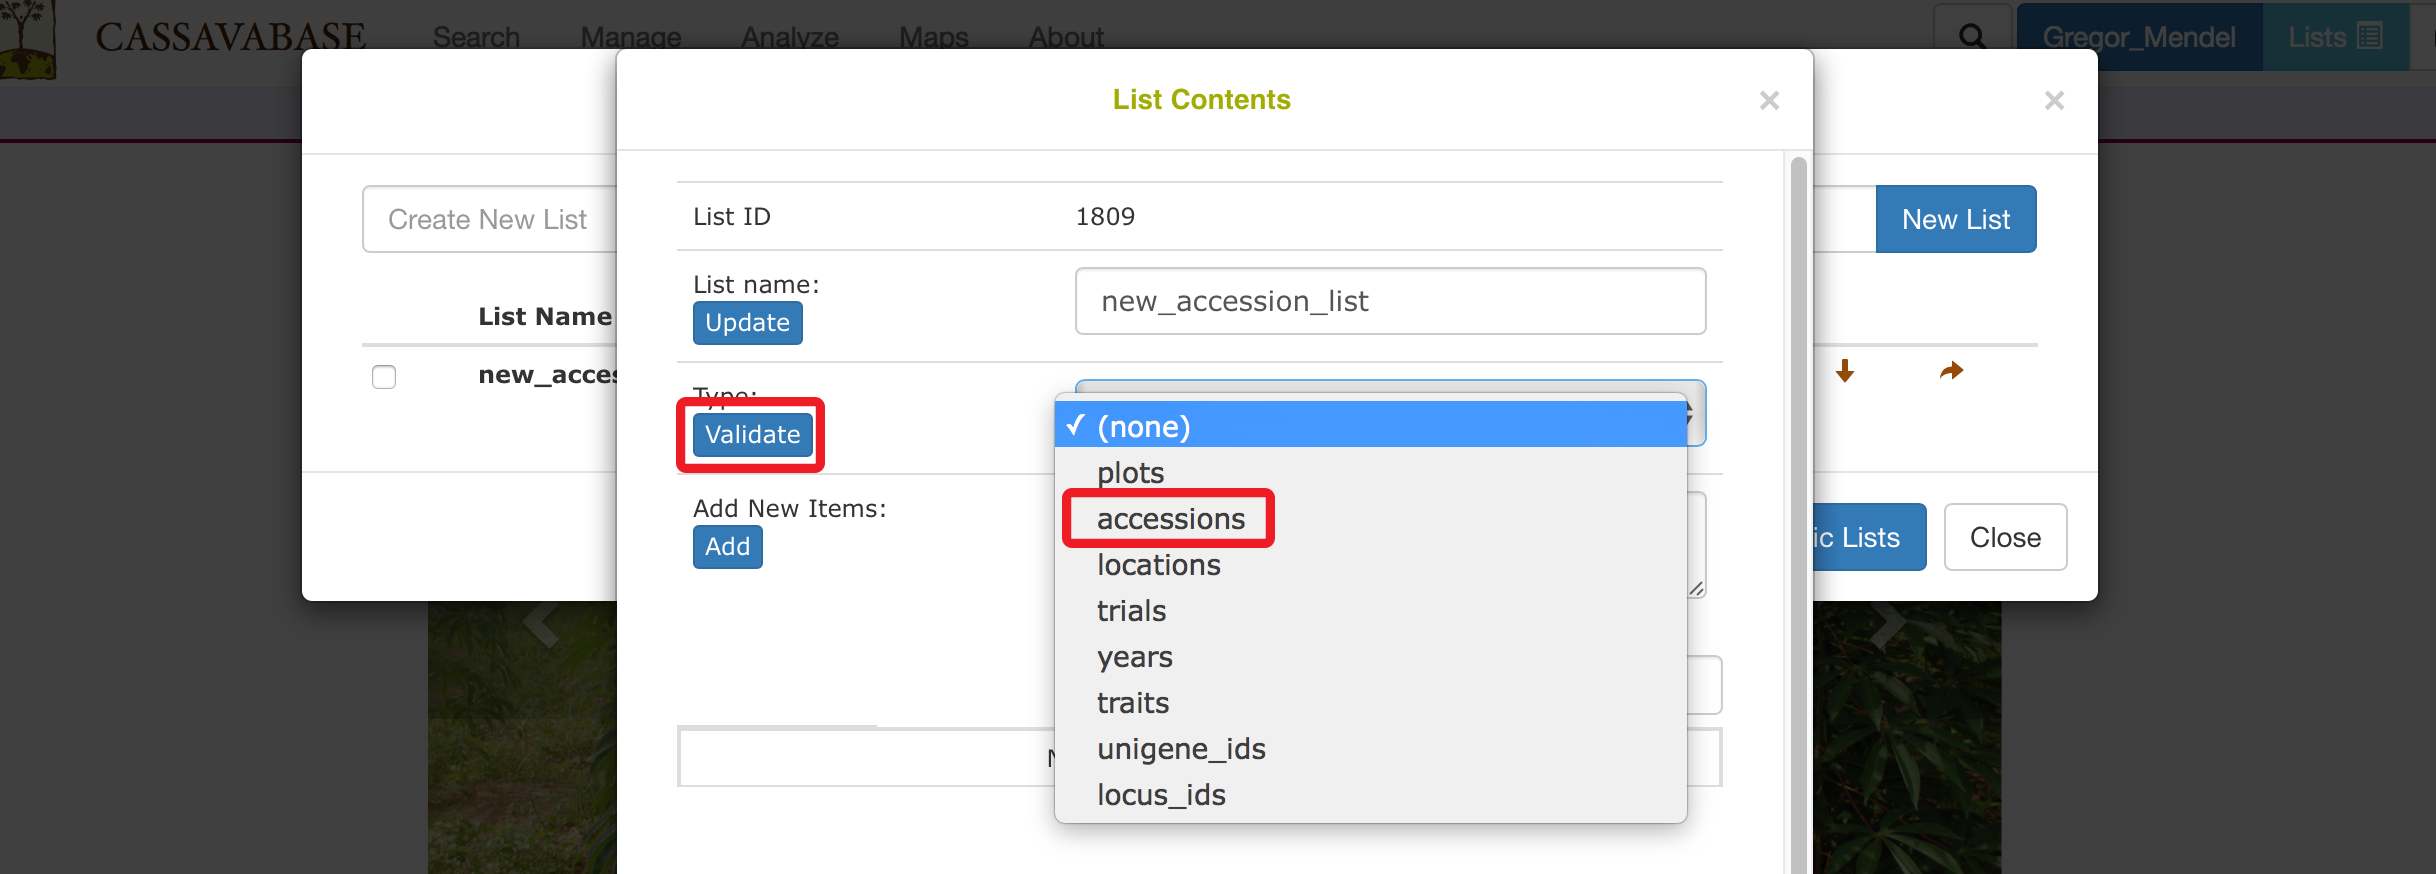 CASSAVABASE Search Manage Analyze Maps About Gregor_Mendel Lists
List Contents × ×
List ID 1809
Create New List New List
List name: new_accession_list
Update
List Name
Type:
new_acces
Validate
✓ (none)
plots
accessions
locations
trials
years
traits
unigene_ids
locus_ids
Add New Items:
Add
ic Lists Close